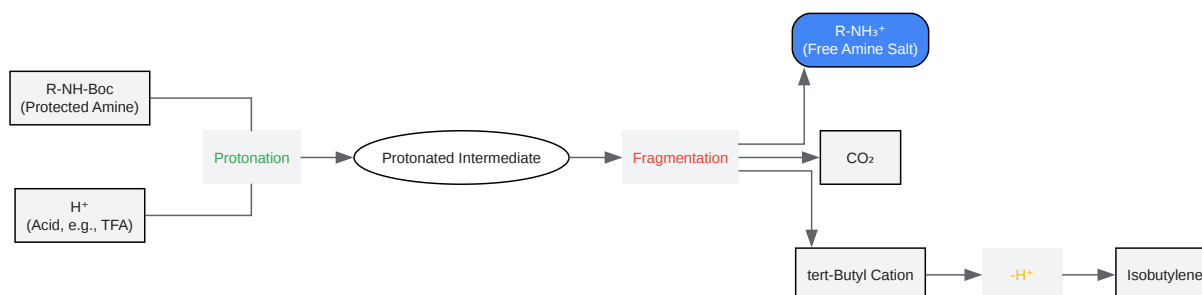 R-NH₃⁺
(Free Amine Salt)
R-NH-Boc
(Protected Amine)
Protonation
Protonated Intermediate
Fragmentation
CO₂
H⁺
(Acid, e.g., TFA)
tert-Butyl Cation
-H⁺
Isobutylene